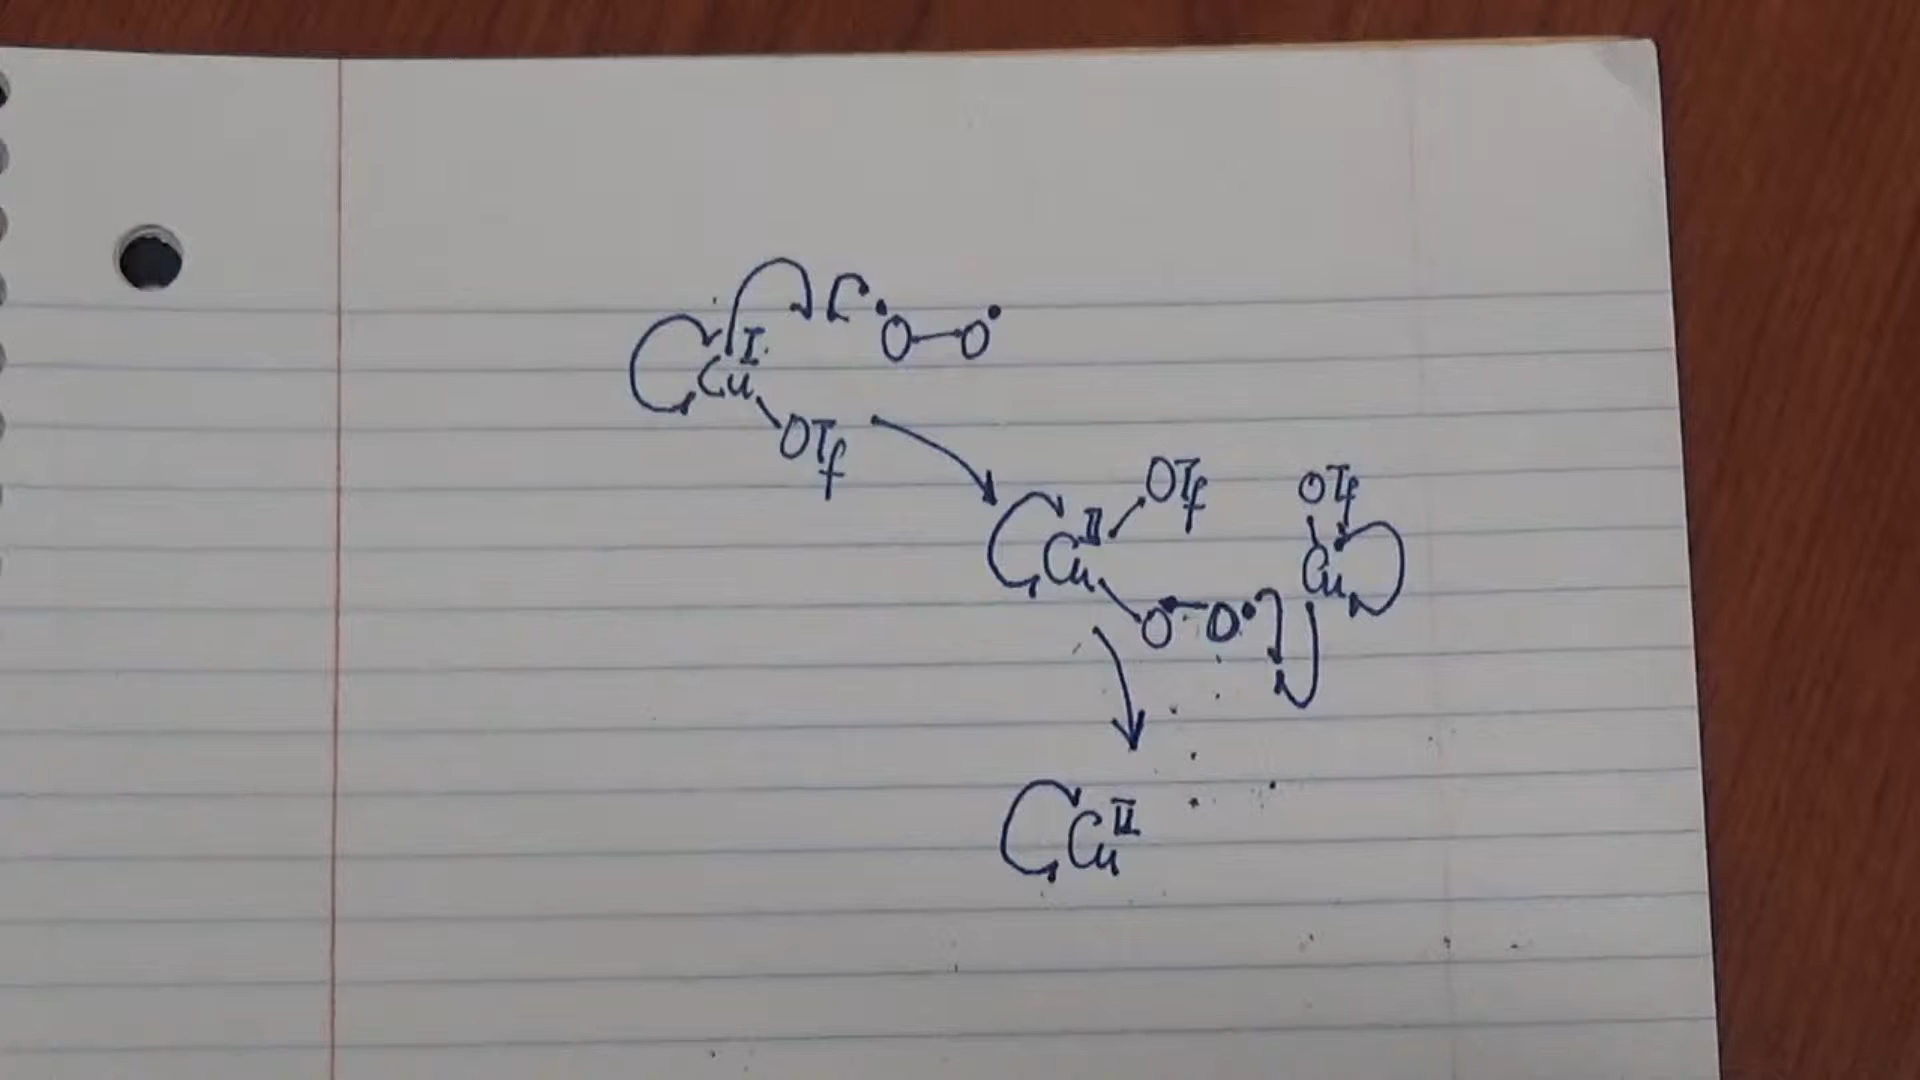 Cu I O—O
OTf
Cu II OTf OTf
Cu
O—O
Cu II